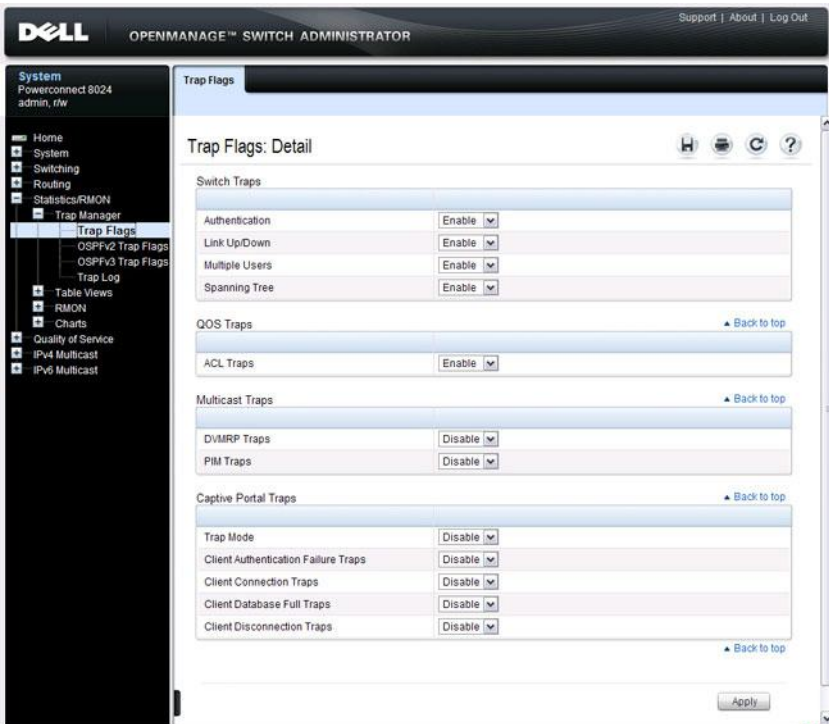 DELL
OPENMANAGE™ SWITCH ADMINISTRATOR
Support | About | Log Out
System
Powerconnect 8024
admin, r/w
Home
System
Switching
Routing
Statistics/RMON
Trap Manager
Trap Flags
OSPFv2 Trap Flags
OSPFv3 Trap Flags
Trap Log
Table Views
RMON
Charts
Quality of Service
IPv4 Multicast
IPv6 Multicast
Trap Flags
Trap Flags: Detail
Switch Traps
Authentication Enable
Link Up/Down Enable
Multiple Users Enable
Spanning Tree Enable
QOS Traps Back to top
ACL Traps Enable
Multicast Traps Back to top
DVMRP Traps Disable
PIM Traps Disable
Captive Portal Traps Back to top
Trap Mode Disable
Client Authentication Failure Traps Disable
Client Connection Traps Disable
Client Database Full Traps Disable
Client Disconnection Traps Disable
Back to top
Apply